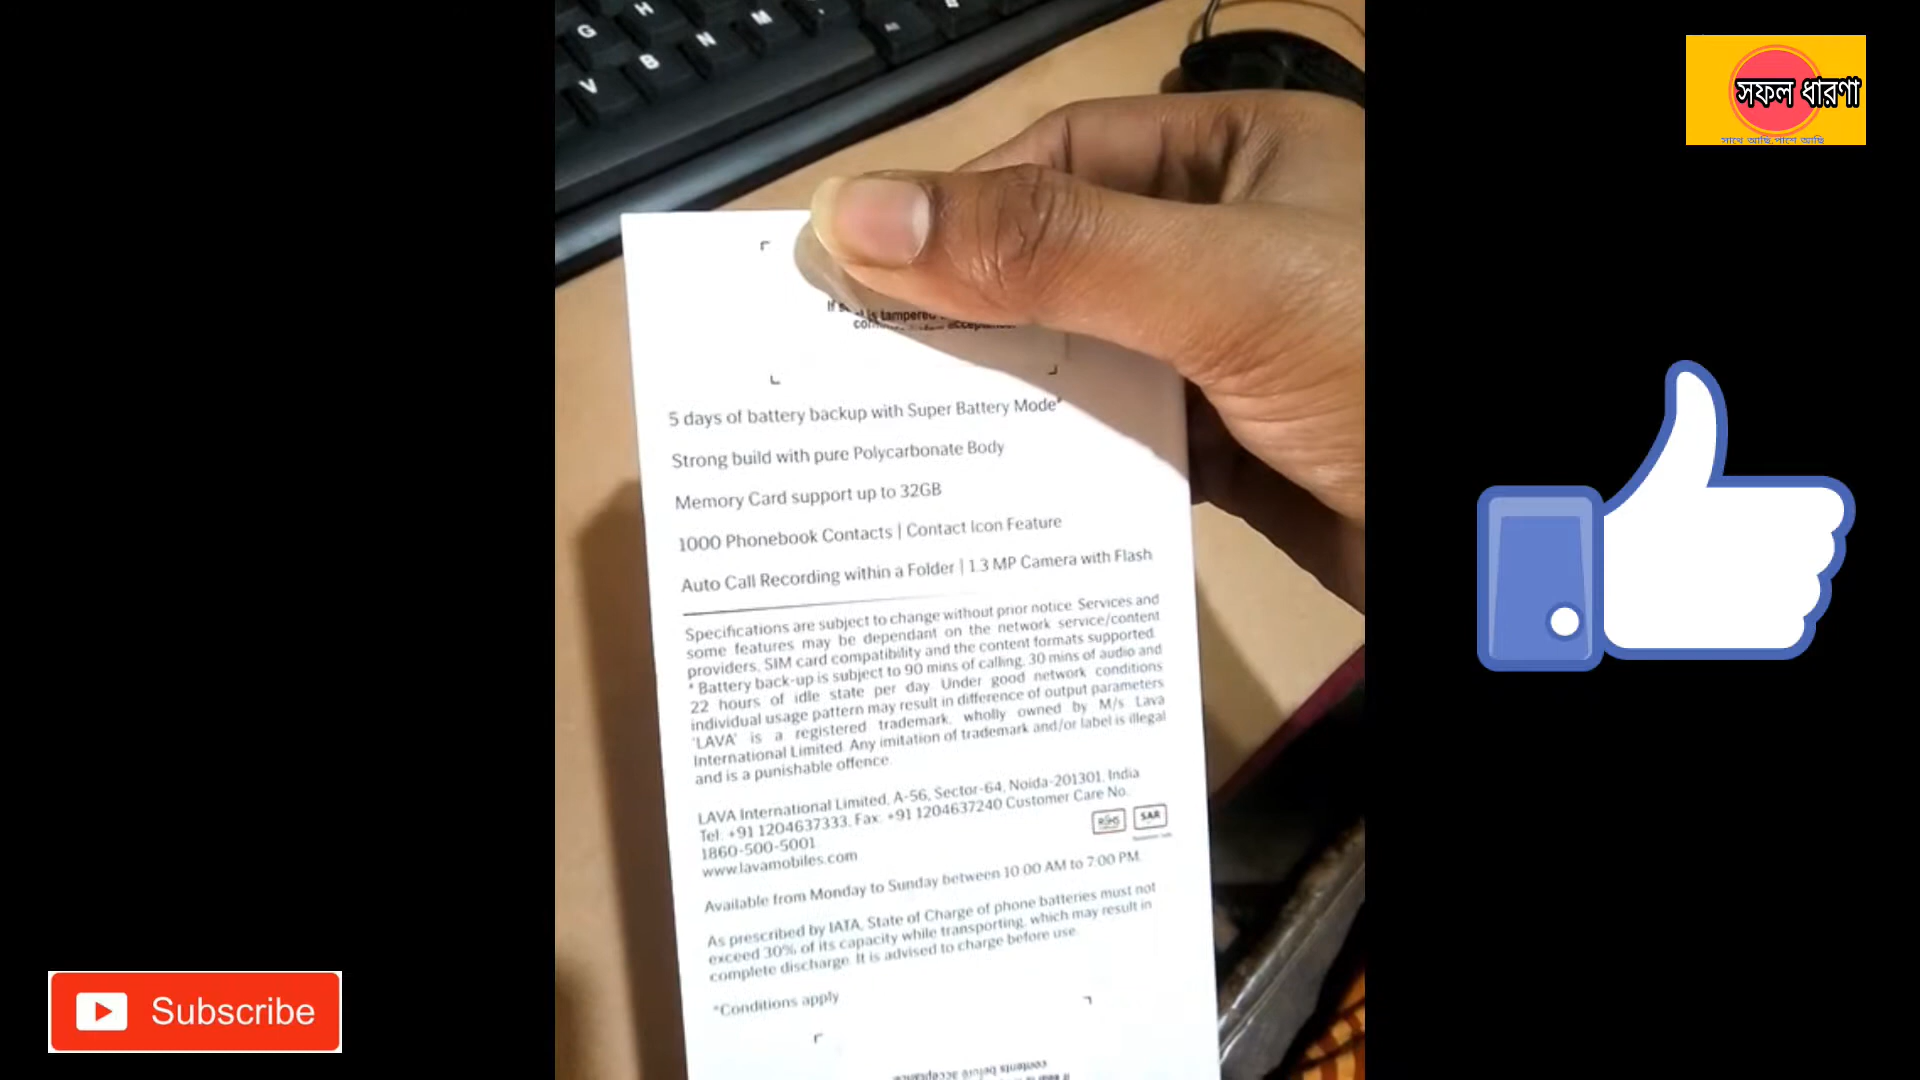 G H
V B N M
সফল ধারণা
সাথে আছি,পাশে আছি
is tampered
5 days of battery backup with Super Battery Mode*
Strong build with pure Polycarbonate Body
Memory Card support up to 32GB
1000 Phonebook Contacts | Contact Icon Feature
Auto Call Recording within a Folder | 1.3 MP Camera with Flash
Specifications are subject to change without prior notice. Services and
some features may be dependant on the network service/content
providers, SIM card compatibility and the content formats supported.
* Battery back-up is subject to 90 mins of calling, 30 mins of audio and
22 hours of idle state per day. Under good network conditions
individual usage pattern may result in difference of output parameters
'LAVA' is a registered trademark, wholly owned by M/s Lava
International Limited. Any imitation of trademark and/or label is illegal
and is a punishable offence.
LAVA International Limited, A-56, Sector-64, Noida-201301, India
Tel: +91 1204637333, Fax: +91 1204637240 Customer Care No.:
1860-500-5001
www.lavamobiles.com
RoHS SAR
Available from Monday to Sunday between 10:00 AM to 7:00 PM.
As prescribed by IATA, State of Charge of phone batteries must not
exceed 30% of its capacity while transporting, which may result in
complete discharge. It is advised to charge before use.
*Conditions apply
contents before acceptance
Subscribe